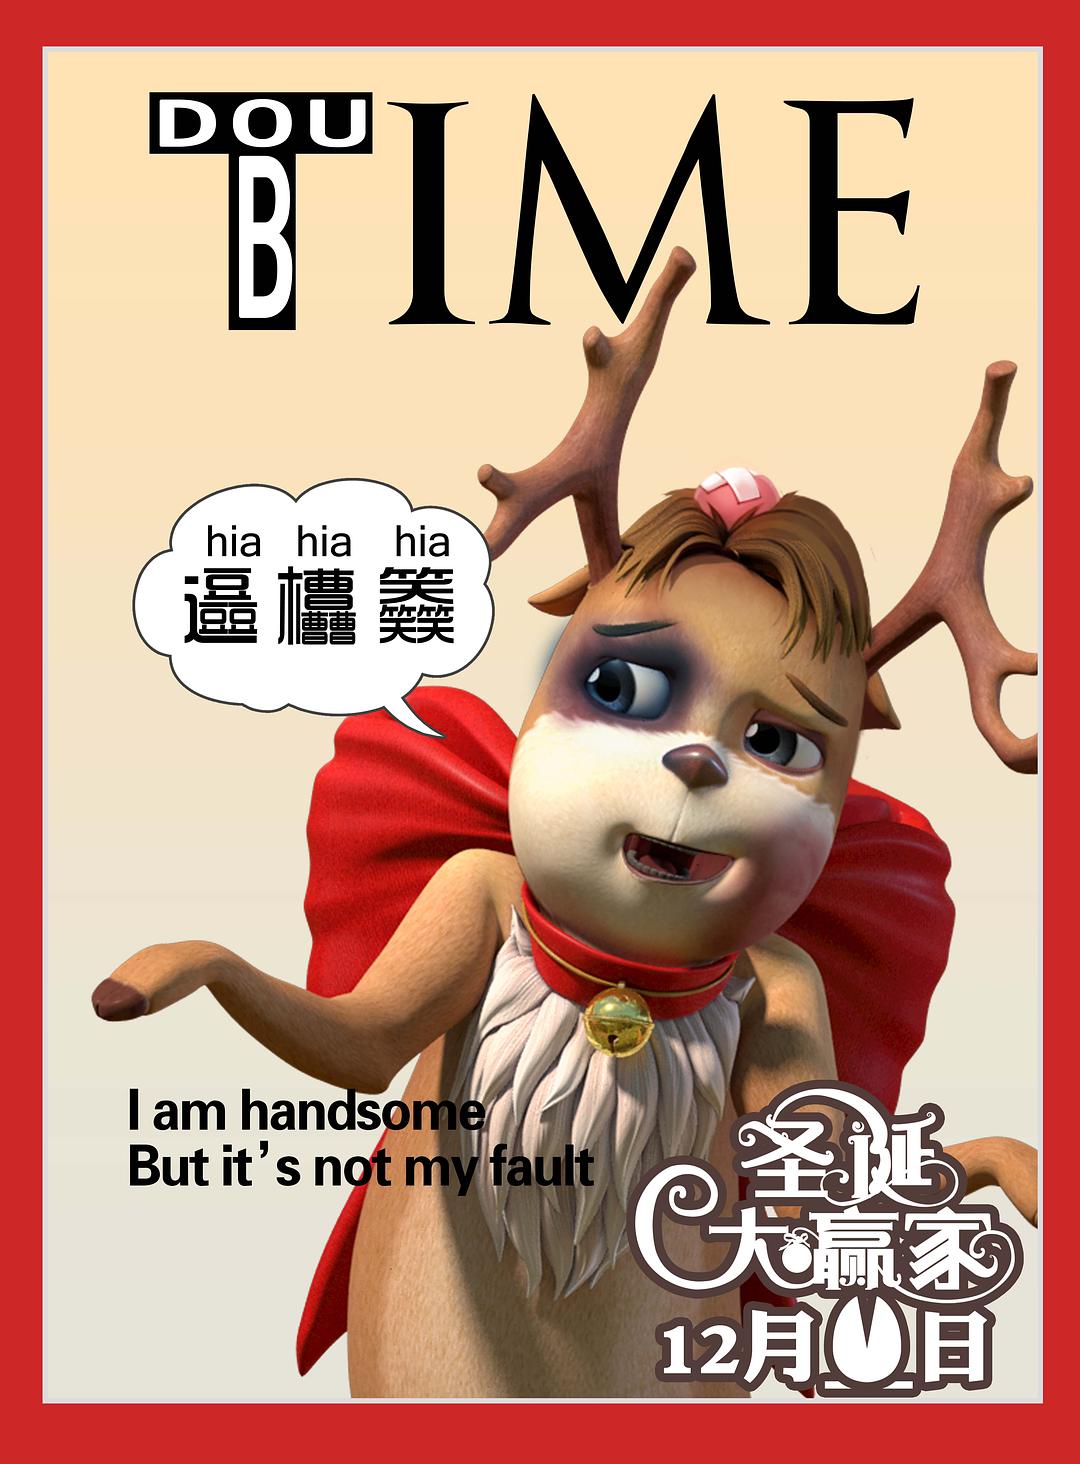 DOU
B
IME
hia hia hia
I am handsome
But it’s not my fault
圣诞
大赢家
12月 日